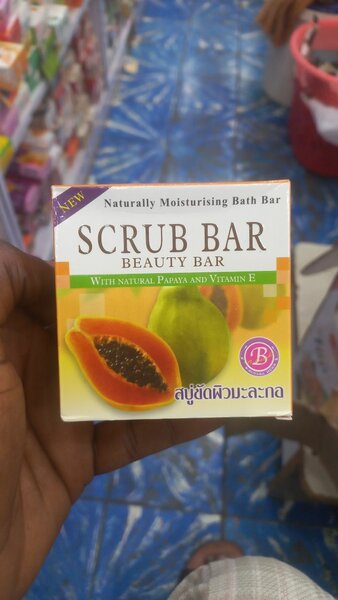 NEW
Naturally Moisturising Bath Bar
SCRUB BAR
BEAUTY BAR
WITH NATURAL PAPAYA AND VITAMIN E
B
สบู่ขัดผิวมะละกอ